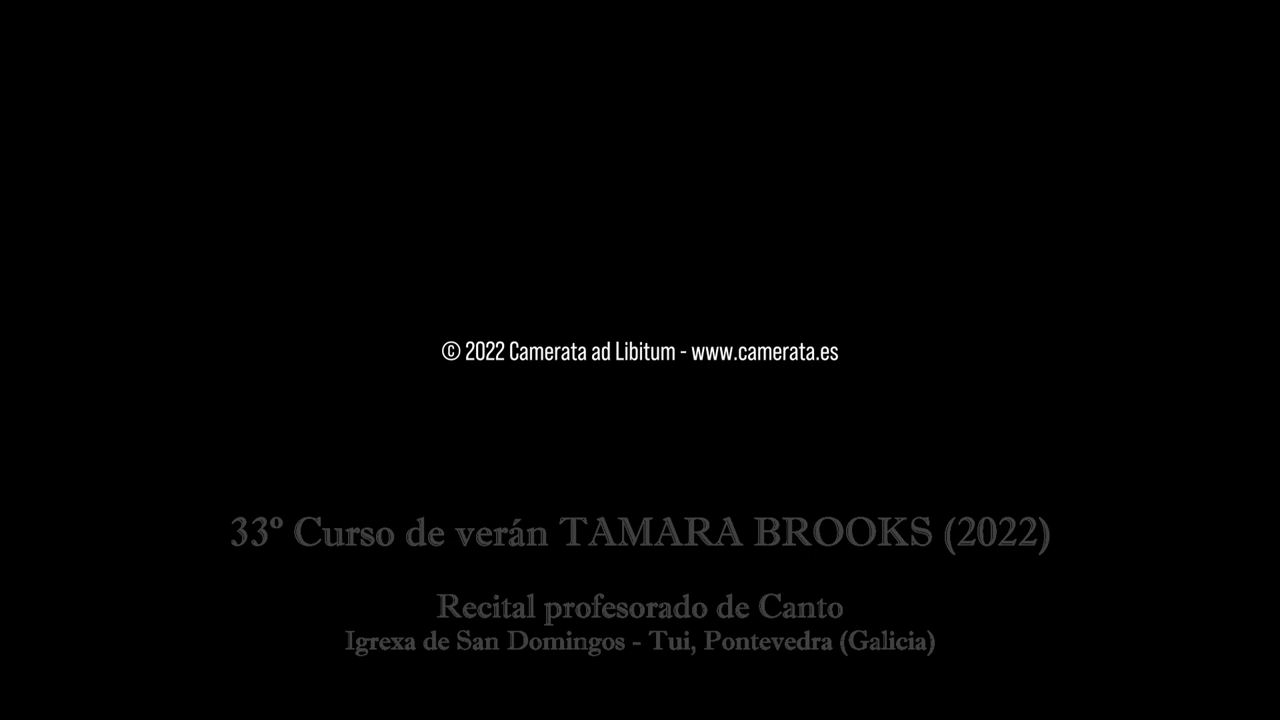 © 2022 Camerata ad Libitum - www.camerata.es
33º Curso de verán TAMARA BROOKS (2022)
Recital profesorado de Canto
Igrexa de San Domingos - Tui, Pontevedra (Galicia)